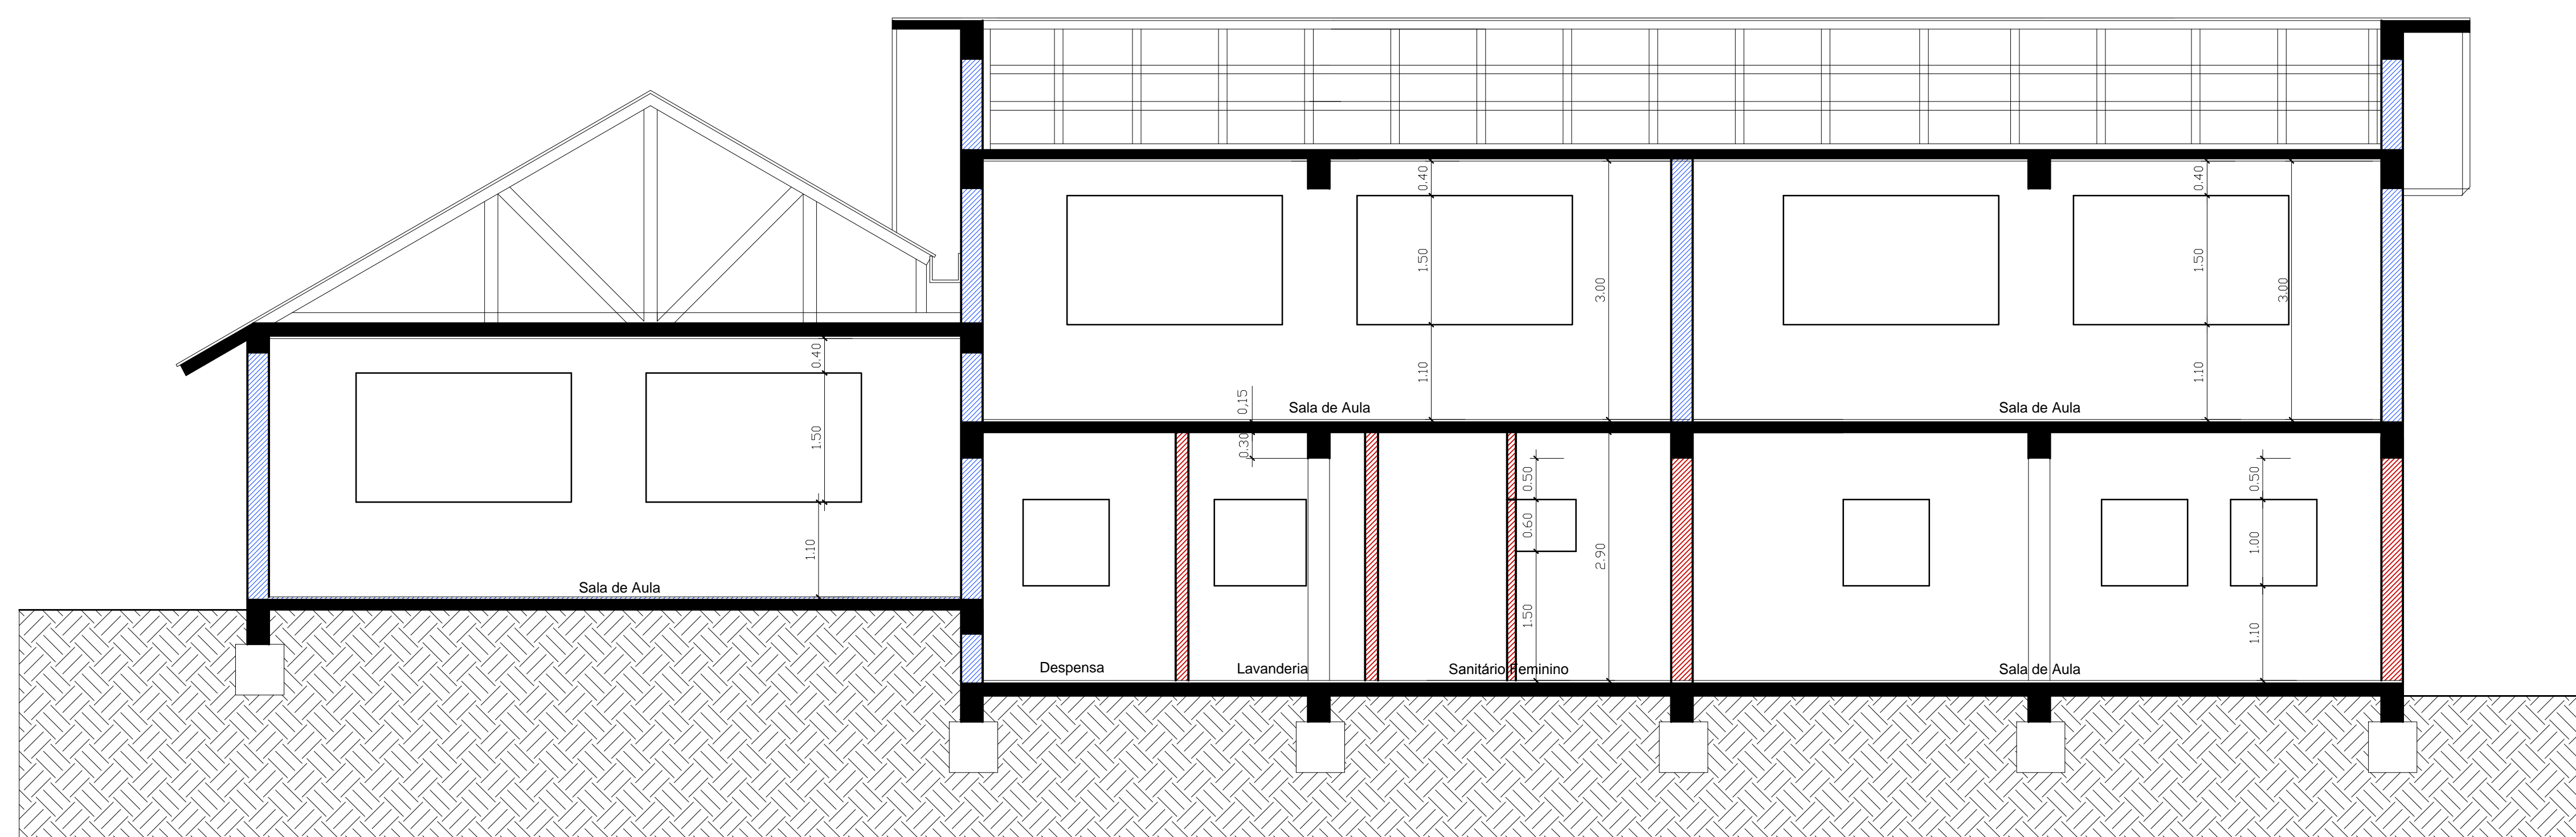 0.40
1.50
3.00
1.10
Sala de Aula
0.40
1.50
3.00
1.10
Sala de Aula
0.40
1.50
1.10
Sala de Aula
0,15
0.30
0.50
0.60
1.50
2.90
Despensa
Lavanderia
Sanitário Feminino
0.50
1.00
1.10
Sala de Aula